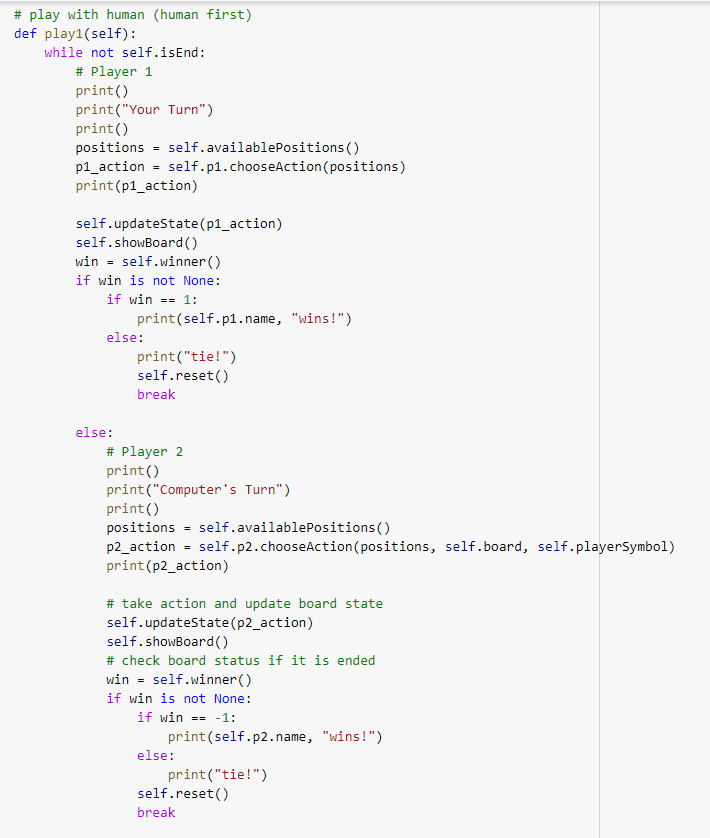 # play with human (human first)
def play1(self):
    while not self.isEnd:
        # Player 1
        print()
        print("Your Turn")
        print()
        positions = self.availablePositions()
        p1_action = self.p1.chooseAction(positions)
        print(p1_action)

        self.updateState(p1_action)
        self.showBoard()
        win = self.winner()
        if win is not None:
            if win == 1:
                print(self.p1.name, "wins!")
            else:
                print("tie!")
                self.reset()
                break

        else:
            # Player 2
            print()
            print("Computer's Turn")
            print()
            positions = self.availablePositions()
            p2_action = self.p2.chooseAction(positions, self.board, self.playerSymbol)
            print(p2_action)

            # take action and update board state
            self.updateState(p2_action)
            self.showBoard()
            # check board status if it is ended
            win = self.winner()
            if win is not None:
                if win == -1:
                    print(self.p2.name, "wins!")
                else:
                    print("tie!")
                self.reset()
                break